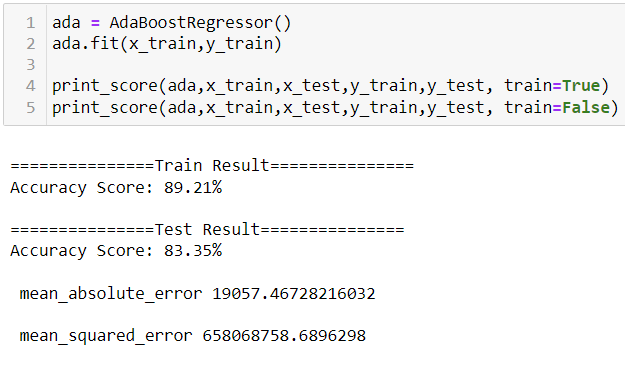 1 ada = AdaBoostRegressor()
2 ada.fit(x_train,y_train)
3
4 print_score(ada,x_train,x_test,y_train,y_test, train=True)
5 print_score(ada,x_train,x_test,y_train,y_test, train=False)
===============Train Result===============
Accuracy Score: 89.21%
===============Test Result===============
Accuracy Score: 83.35%
mean_absolute_error 19057.46728216032
mean_squared_error 658068758.6896298